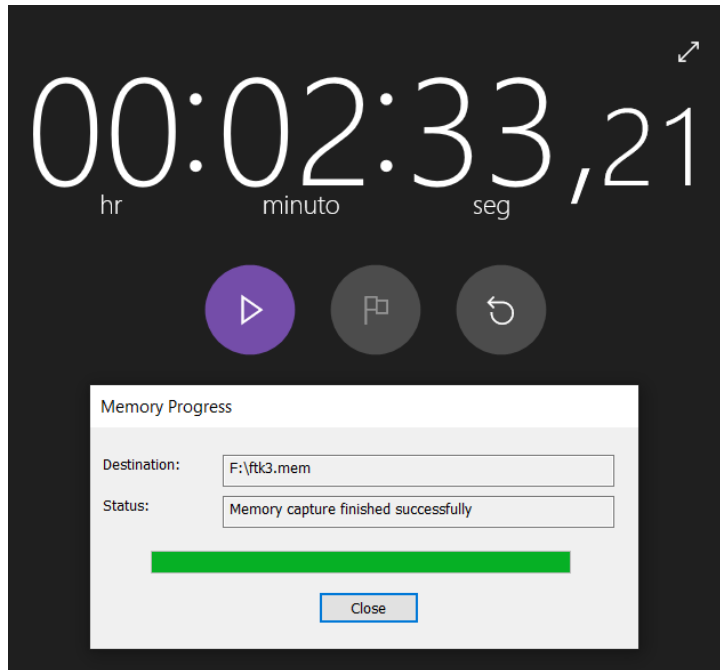 00:02:33,21
hr minuto seg
Memory Progress
Destination: F:\ftk3.mem
Status: Memory capture finished successfully
Close